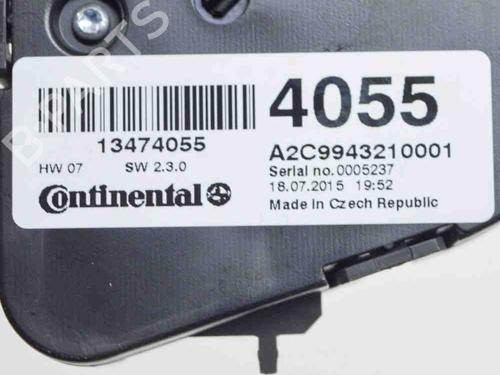 13474055
HW 07 SW 2.3.0
Continental
4055
A2C9943210001
Serial no.0005237
18.07.2015 19:52
Made in Czech Republic
B-PARTS